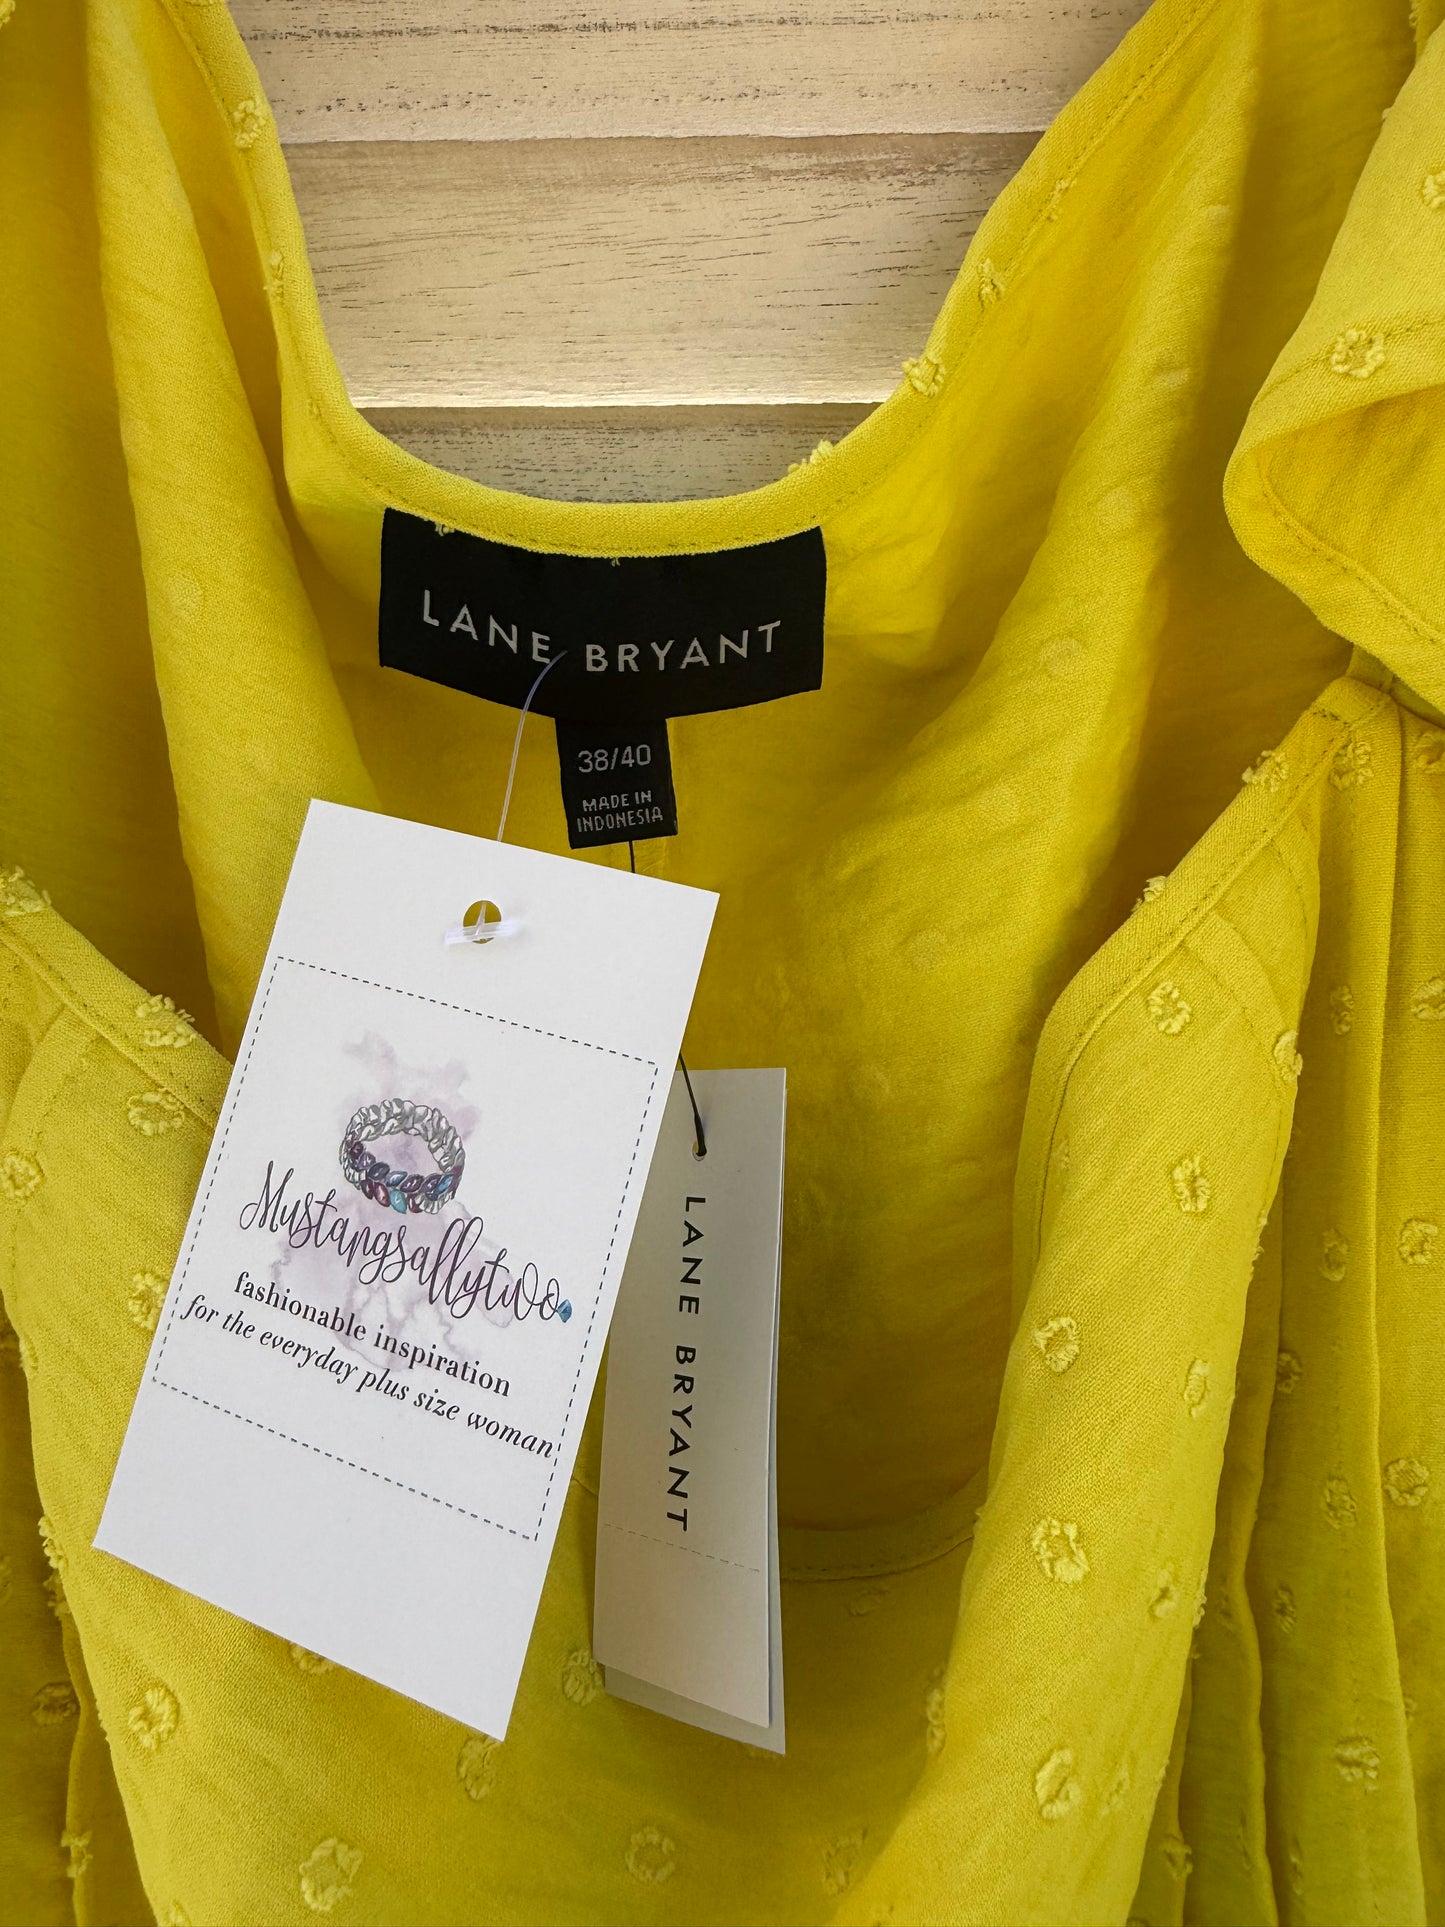 LANE BRYANT
38/40
MADE IN
INDONESIA
Mustangsallytwo
fashionable inspiration
for the everyday plus size woman
LANE BRYANT